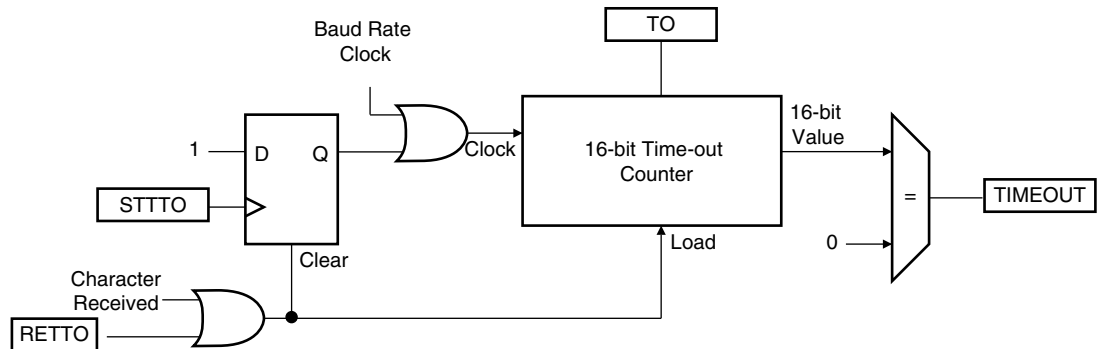 TO
Baud Rate
Clock
16-bit
Value
1
D
Q
Clock
16-bit Time-out
Counter
STTTO
=
TIMEOUT
0
Clear
Load
Character
Received
RETTO